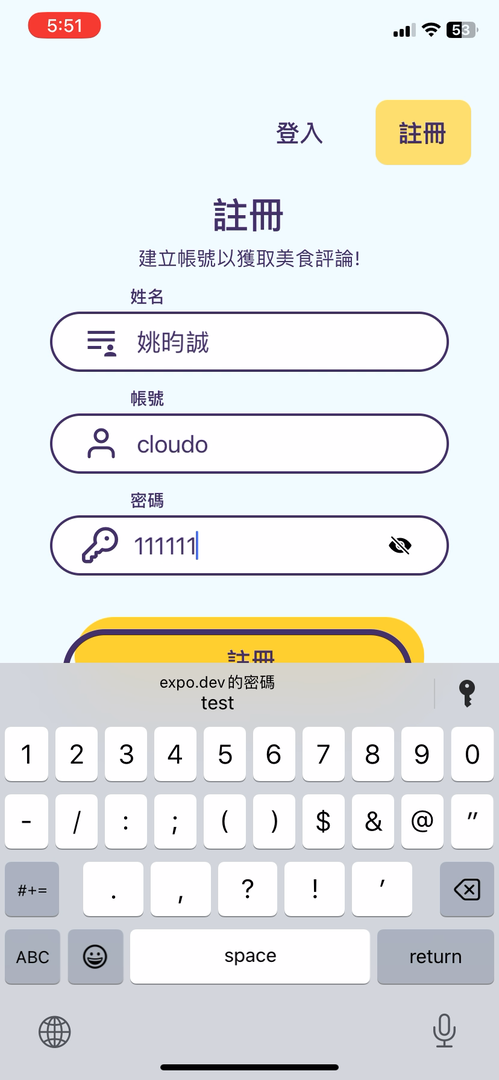 5:51
53
登入
註冊
註冊
建立帳號以獲取美食評論!
姓名
姚昀誠
帳號
cloudo
密碼
111111
註冊
expo.dev的密碼
test
1 2 3 4 5 6 7 8 9 0
- / : ; ( ) $ & @ ”
#+= . , ? ! ’
ABC space return